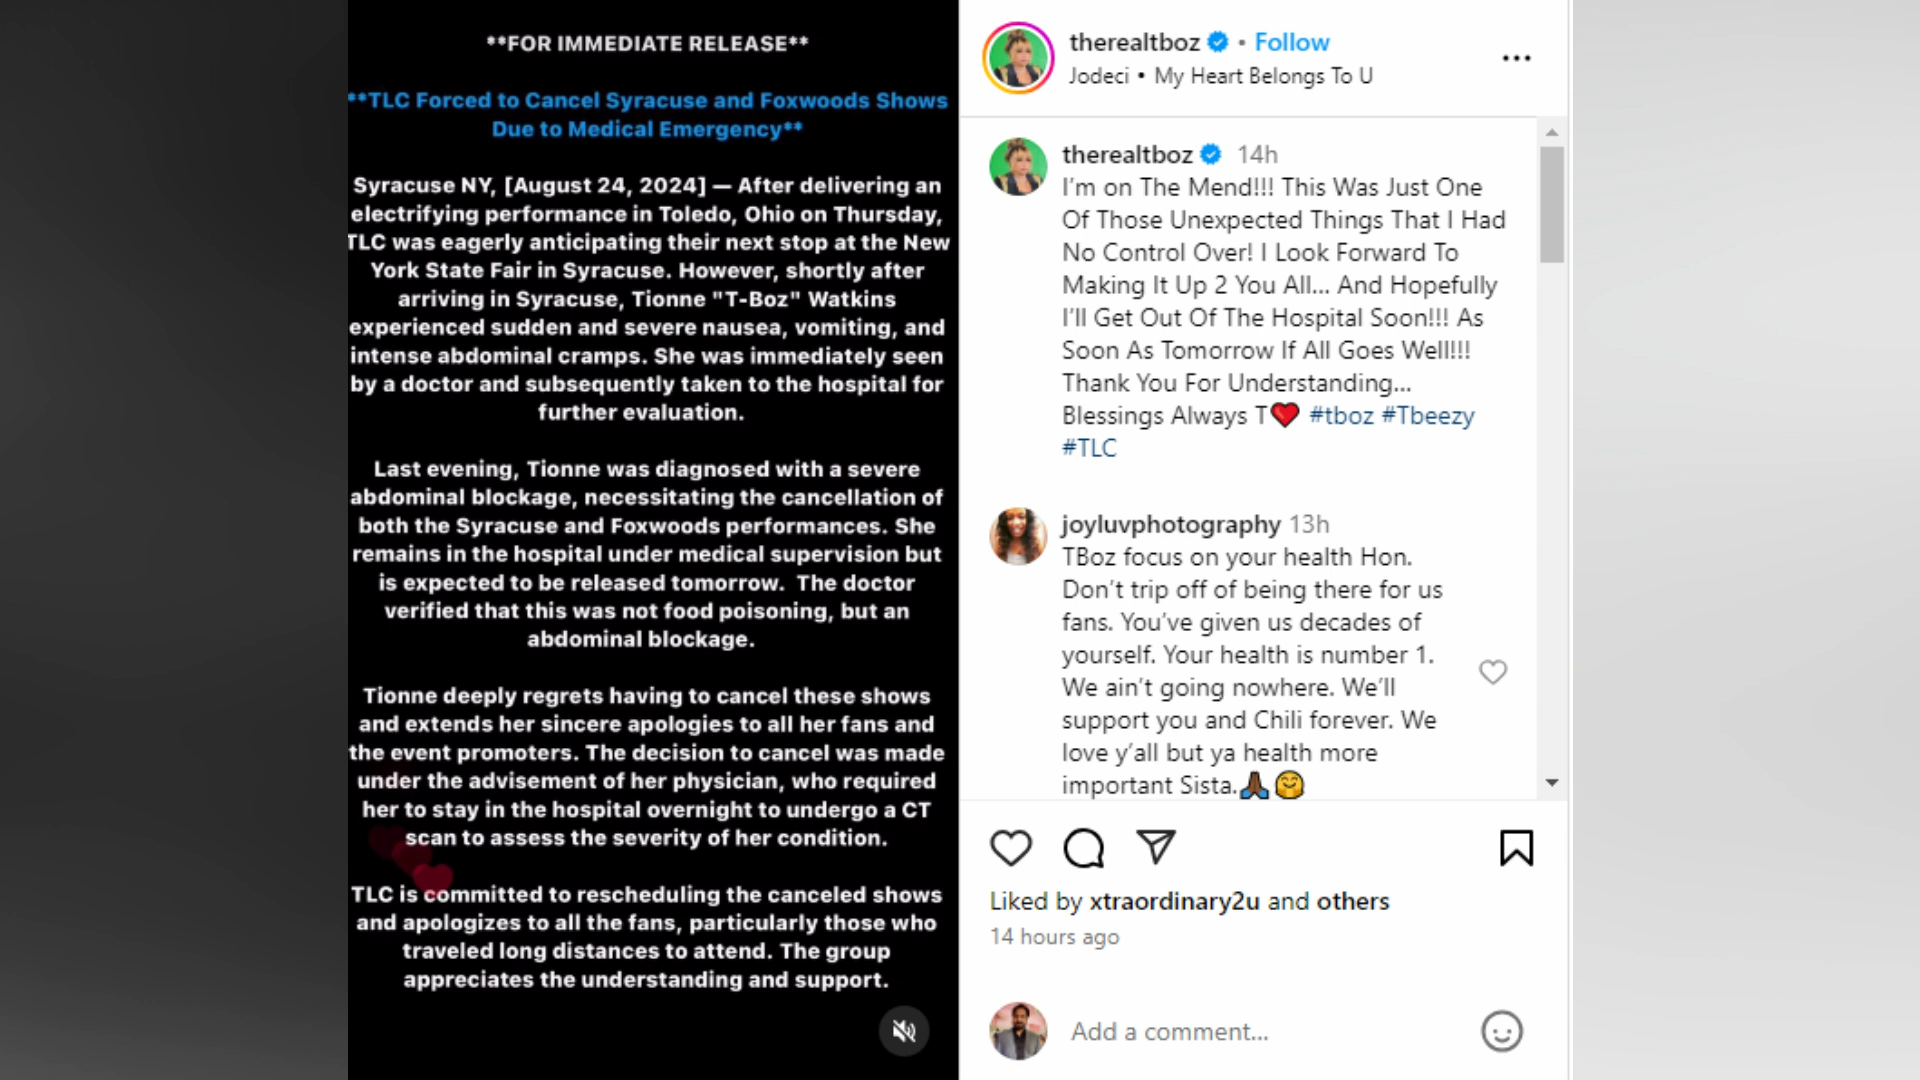 **FOR IMMEDIATE RELEASE**
**TLC Forced to Cancel Syracuse and Foxwoods Shows
Due to Medical Emergency**
Syracuse NY, [August 24, 2024] — After delivering an
electrifying performance in Toledo, Ohio on Thursday,
TLC was eagerly anticipating their next stop at the New
York State Fair in Syracuse. However, shortly after
arriving in Syracuse, Tionne "T-Boz" Watkins
experienced sudden and severe nausea, vomiting, and
intense abdominal cramps. She was immediately seen
by a doctor and subsequently taken to the hospital for
further evaluation.
Last evening, Tionne was diagnosed with a severe
abdominal blockage, necessitating the cancellation of
both the Syracuse and Foxwoods performances. She
remains in the hospital under medical supervision but
is expected to be released tomorrow. The doctor
verified that this was not food poisoning, but an
abdominal blockage.
Tionne deeply regrets having to cancel these shows
and extends her sincere apologies to all her fans and
the event promoters. The decision to cancel was made
under the advisement of her physician, who required
her to stay in the hospital overnight to undergo a CT
scan to assess the severity of her condition.
TLC is committed to rescheduling the canceled shows
and apologizes to all the fans, particularly those who
traveled long distances to attend. The group
appreciates the understanding and support.
therealtboz • Follow
Jodeci • My Heart Belongs To U
therealtboz 14h
I'm on The Mend!!! This Was Just One
Of Those Unexpected Things That I Had
No Control Over! I Look Forward To
Making It Up 2 You All... And Hopefully
I'll Get Out Of The Hospital Soon!!! As
Soon As Tomorrow If All Goes Well!!!
Thank You For Understanding...
Blessings Always T❤️ #tboz #Tbeezy
#TLC
joyluvphotography 13h
TBoz focus on your health Hon.
Don't trip off of being there for us
fans. You've given us decades of
yourself. Your health is number 1.
We ain't going nowhere. We'll
support you and Chili forever. We
love y'all but ya health more
important Sista.🙏🏾🤗
Liked by xtraordinary2u and others
14 hours ago
Add a comment...